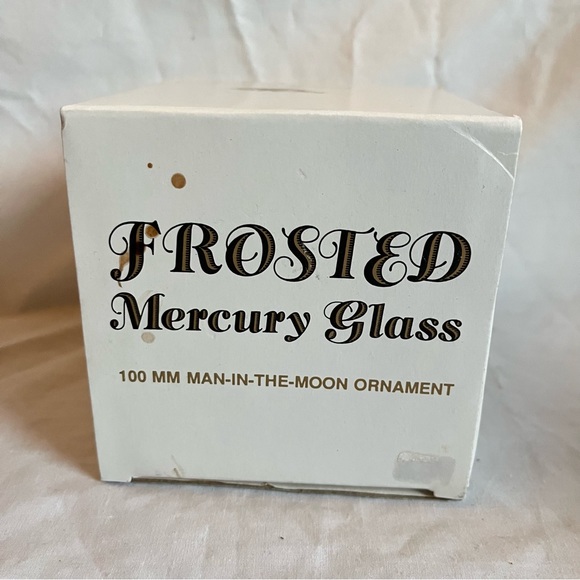 FROSTED
Mercury Glass
100 MM MAN-IN-THE-MOON ORNAMENT